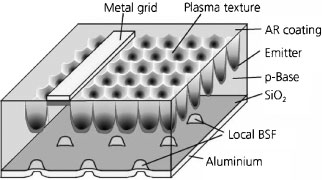 Metal grid
Plasma texture
AR coating
Emitter
p-Base
SiO₂
Local BSF
Aluminium